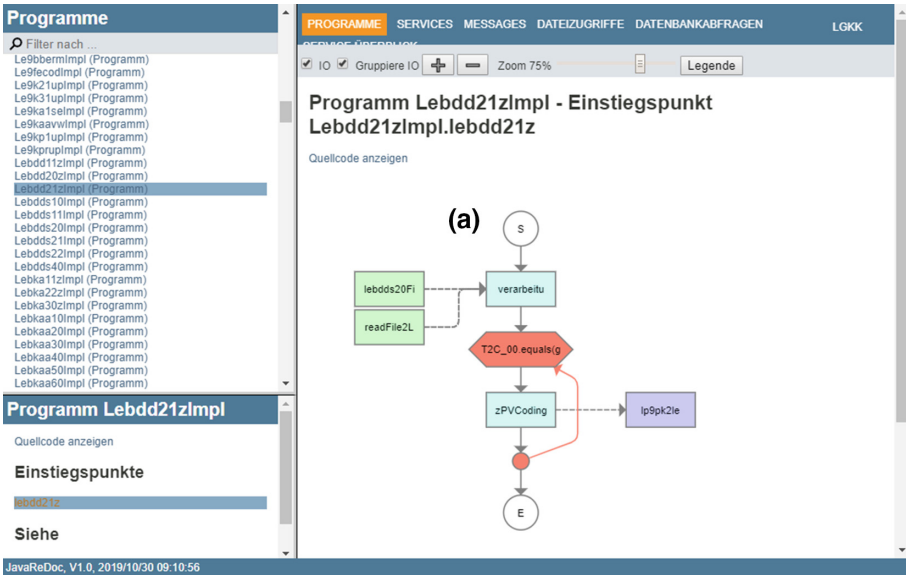 Programme
Filter nach ...
Le9bbermImpl (Programm)
Le9fecodImpl (Programm)
Le9k21upImpl (Programm)
Le9k31upImpl (Programm)
Le9ka1seImpl (Programm)
Le9kaavwImpl (Programm)
Le9kp1upImpl (Programm)
Le9kprupImpl (Programm)
Lebdd11zImpl (Programm)
Lebdd20zImpl (Programm)
Lebdd21zImpl (Programm)
Lebdds10Impl (Programm)
Lebdds11Impl (Programm)
Lebdds20Impl (Programm)
Lebdds21Impl (Programm)
Lebdds22Impl (Programm)
Lebdds40Impl (Programm)
Lebka11zImpl (Programm)
Lebka22zImpl (Programm)
Lebka30zImpl (Programm)
Lebkaa10Impl (Programm)
Lebkaa20Impl (Programm)
Lebkaa30Impl (Programm)
Lebkaa40Impl (Programm)
Lebkaa50Impl (Programm)
Lebkaa60Impl (Programm)
Programm Lebdd21zImpl
Quellcode anzeigen
Einstiegspunkte
lebdd21z
Siehe
PROGRAMME SERVICES MESSAGES DATEIZUGRIFFE DATENBANKABFRAGEN LGKK
SERVICE ÜBERBLICK
IO Gruppiere IO Zoom 75% Legende
Programm Lebdd21zImpl - Einstiegspunkt
Lebdd21zImpl.lebdd21z
Quellcode anzeigen
(a)
S
lebdds20Fi
verarbeitu
readFile2L
T2C_00.equals(g
zPVCoding
lp9pk2le
E
JavaReDoc, V1.0, 2019/10/30 09:10:56